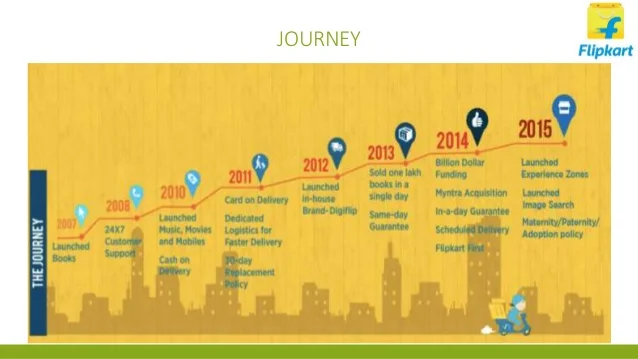 JOURNEY
Flipkart
THE JOURNEY
2007
Launched
Books
2008
24X7
Customer
Support
2010
Launched
Music, Movies
and Mobiles
Cash on
Delivery
2011
Card on Delivery
Dedicated
Logistics for
Faster Delivery
30-day
Replacement
Policy
2012
Launched
in-house
Brand-Digiflip
2013
Sold one lakh
books in a
single day
Same-day
Guarantee
2014
Billion Dollar
Funding
Myntra Acquisition
In-a-day Guarantee
Scheduled Delivery
Flipkart First
2015
Launched
Experience Zones
Launched
Image Search
Maternity/Paternity/
Adoption policy